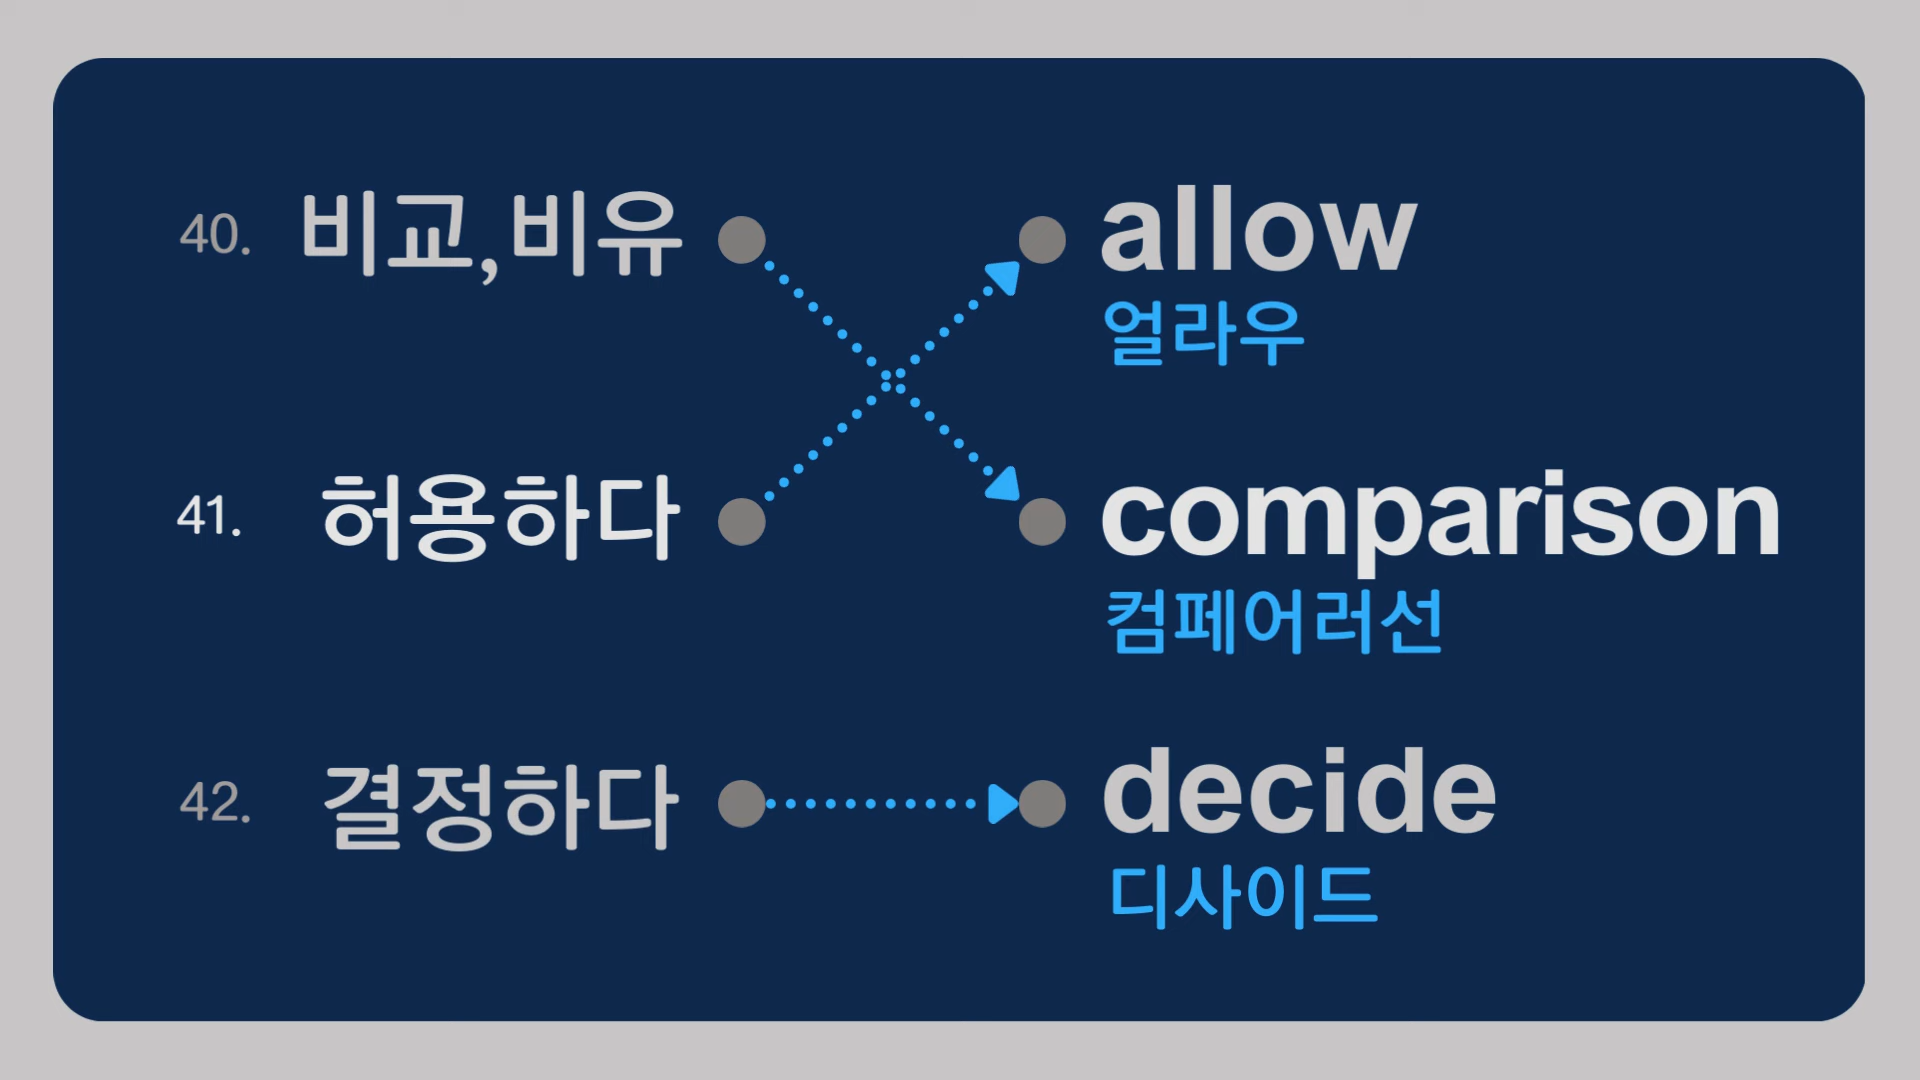 40. 비교,비유 allow
얼라우
41. 허용하다 comparison
컴페어러선
42. 결정하다 decide
디사이드